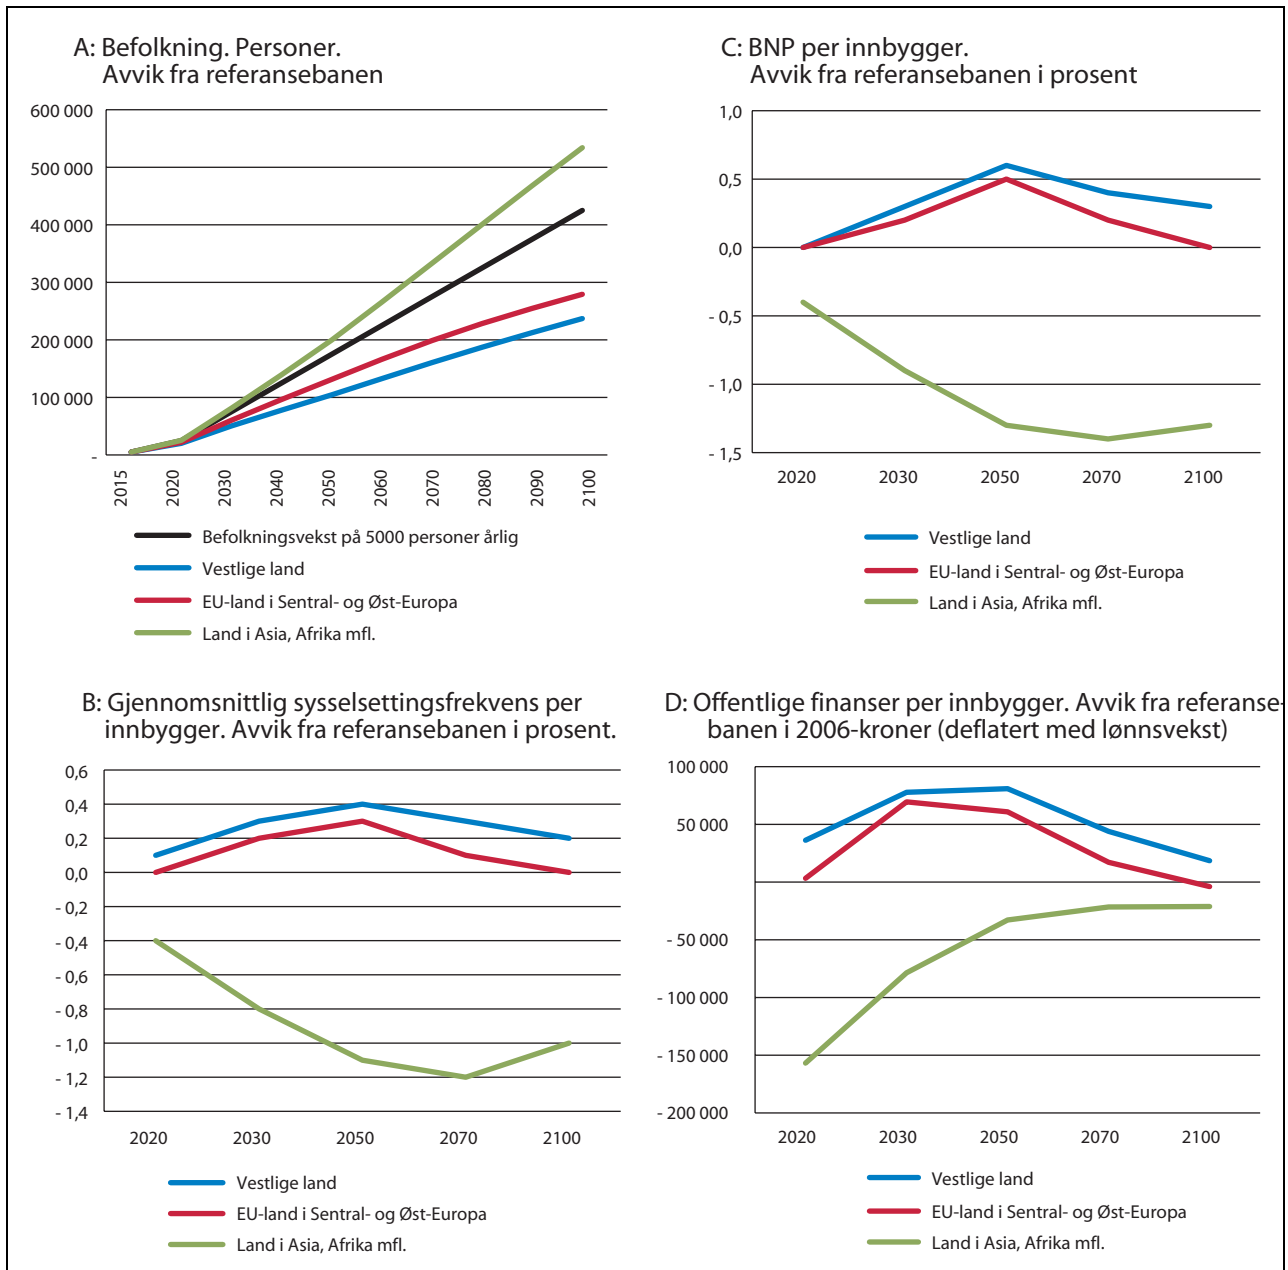 A: Befolkning. Personer.
Avvik fra referansebanen
600 000
500 000
400 000
300 000
200 000
100 000
-
2015 2020 2030 2050 2050 2060 2070 2080 2090 2100
Befolkningsvekst på 5000 personer årlig
Vestlige land
EU-land i Sentral- og Øst-Europa
Land i Asia, Afrika mfl.
C: BNP per innbygger.
Avvik fra referansebanen i prosent
1,0
0,5
0,0
- 0,5
- 1,0
- 1,5
2020 2030 2050 2070 2100
Vestlige land
EU-land i Sentral- og Øst-Europa
Land i Asia, Afrika mfl.
B: Gjennomsnittlig sysselsettingsfrekvens per
innbygger. Avvik fra referansebanen i prosent.
0,6
0,4
0,2
0,0
- 0,2
- 0,4
- 0,6
- 0,8
- 1,0
- 1,2
- 1,4
2020 2030 2050 2070 2100
Vestlige land
EU-land i Sentral- og Øst-Europa
Land i Asia, Afrika mfl.
D: Offentlige finanser per innbygger. Avvik fra referanse-
banen i 2006-kroner (deflatert med lønnsvekst)
100 000
50 000
- 50 000
- 100 000
- 150 000
- 200 000
2020 2030 2050 2070 2100
Vestlige land
EU-land i Sentral- og Øst-Europa
Land i Asia, Afrika mfl.